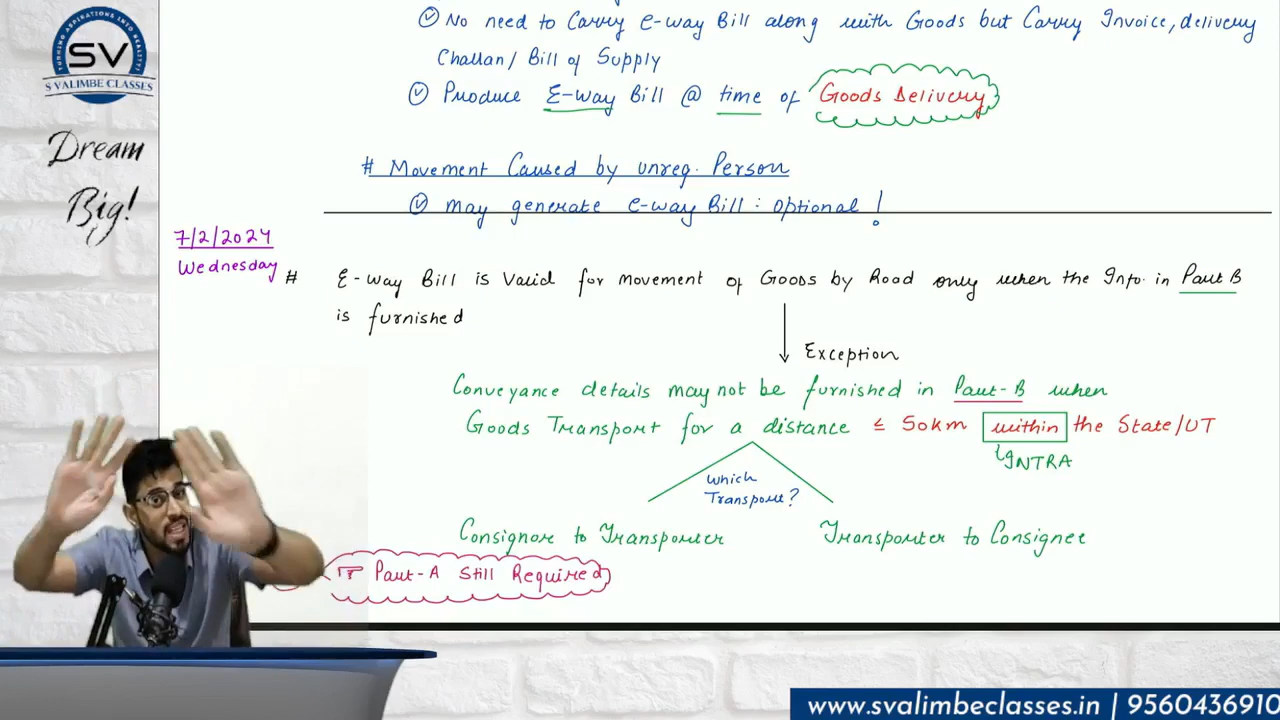 TURNING ASPIRATIONS INTO REALITY
SV
S VALIMBE CLASSES
Dream
Big!
No need to Carry E-way Bill along with Goods but Carry Invoice, delivery
Challan/ Bill of Supply
Produce E-way Bill @ time of Goods Delivery
# Movement Caused by unreg. Person
may generate E-way Bill : Optional !
7/2/2024
Wednesday
# E-way Bill is Valid for movement of Goods by Road only when the Info. in Part B
is furnished
Exception
Conveyance details may not be furnished in Part-B when
Goods Transport for a distance ≤ 50km within the State/UT
INTRA
which
Transport?
Consignor to Transporter
Transporter to Consignee
Part-A Still Required
www.svalimbeclasses.in | 9560436910